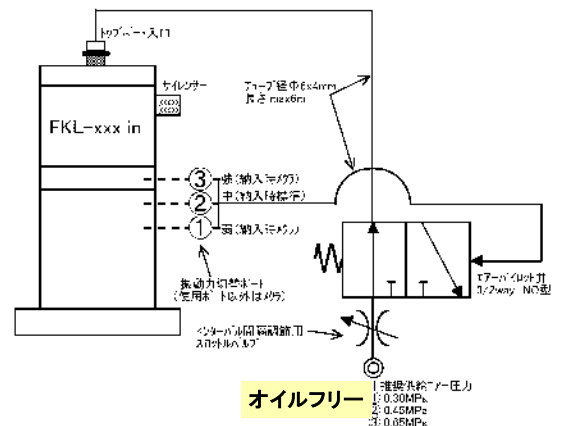 トップポート入口
サイレンサー
チューブ径Φ6x4mm
長さmax6m
FKL-xxx in
③ 強(納入時メクラ)
② 中(納入時標準)
① 弱(納入時メクラ)
振動力切替ポート
(使用ポート以外はメクラ)
エアーパイロット弁
3/2way NO型
インターバル間隔調節用
スロットルバルブ
オイルフリー
推奨供給エアー圧力
1: 0.30MPa
2: 0.45MPa
3: 0.65MPa